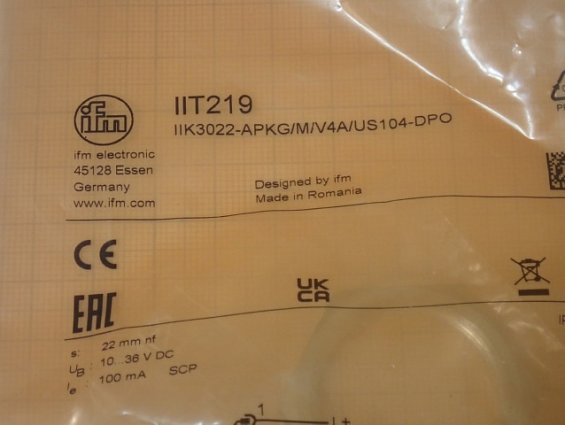 ifm
IIT219
IIK3022-APKG/M/V4A/US104-DPO
ifm electronic
45128 Essen
Germany
www.ifm.com
Designed by ifm
Made in Romania
CE
UK
CA
EAC
s: 22 mm nf
UB: 10...36 V DC
Ie: 100 mA SCP
1
L+